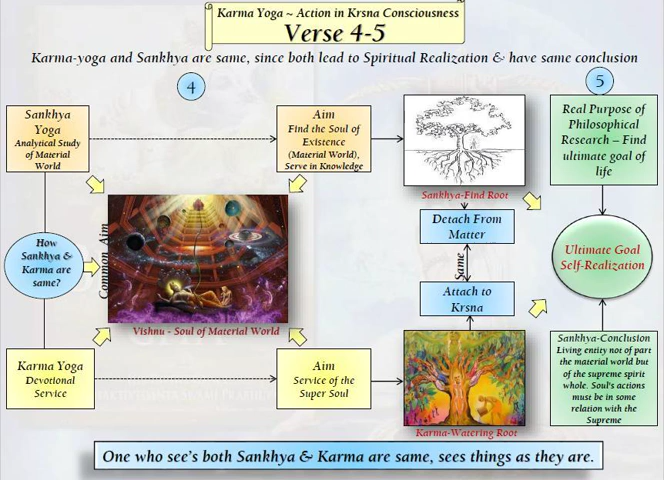 Karma Yoga ~ Action in Krsna Consciousness
Verse 4-5
Karma-yoga and Sankhya are same, since both lead to Spiritual Realization & have same conclusion
4
5
Sankhya
Yoga
Analytical Study
of Material
World
Aim
Find the Soul of
Existence
(Material World),
Serve in Knowledge
Sankhya-Find Root
Real Purpose of
Philosophical
Research – Find
ultimate goal of
life
Detach From
Matter
How
Sankhya &
Karma are
same?
Common Aim
Vishnu - Soul of Material World
Same
Attach to
Krsna
Ultimate Goal
Self-Realization
Karma Yoga
Devotional
Service
Aim
Service of the
Super Soul
Karma-Watering Root
Sankhya-Conclusion
Living entity not of part
the material world but
of the supreme spirit
whole. Soul's actions
must be in some
relation with the
Supreme
One who see's both Sankhya & Karma are same, sees things as they are.